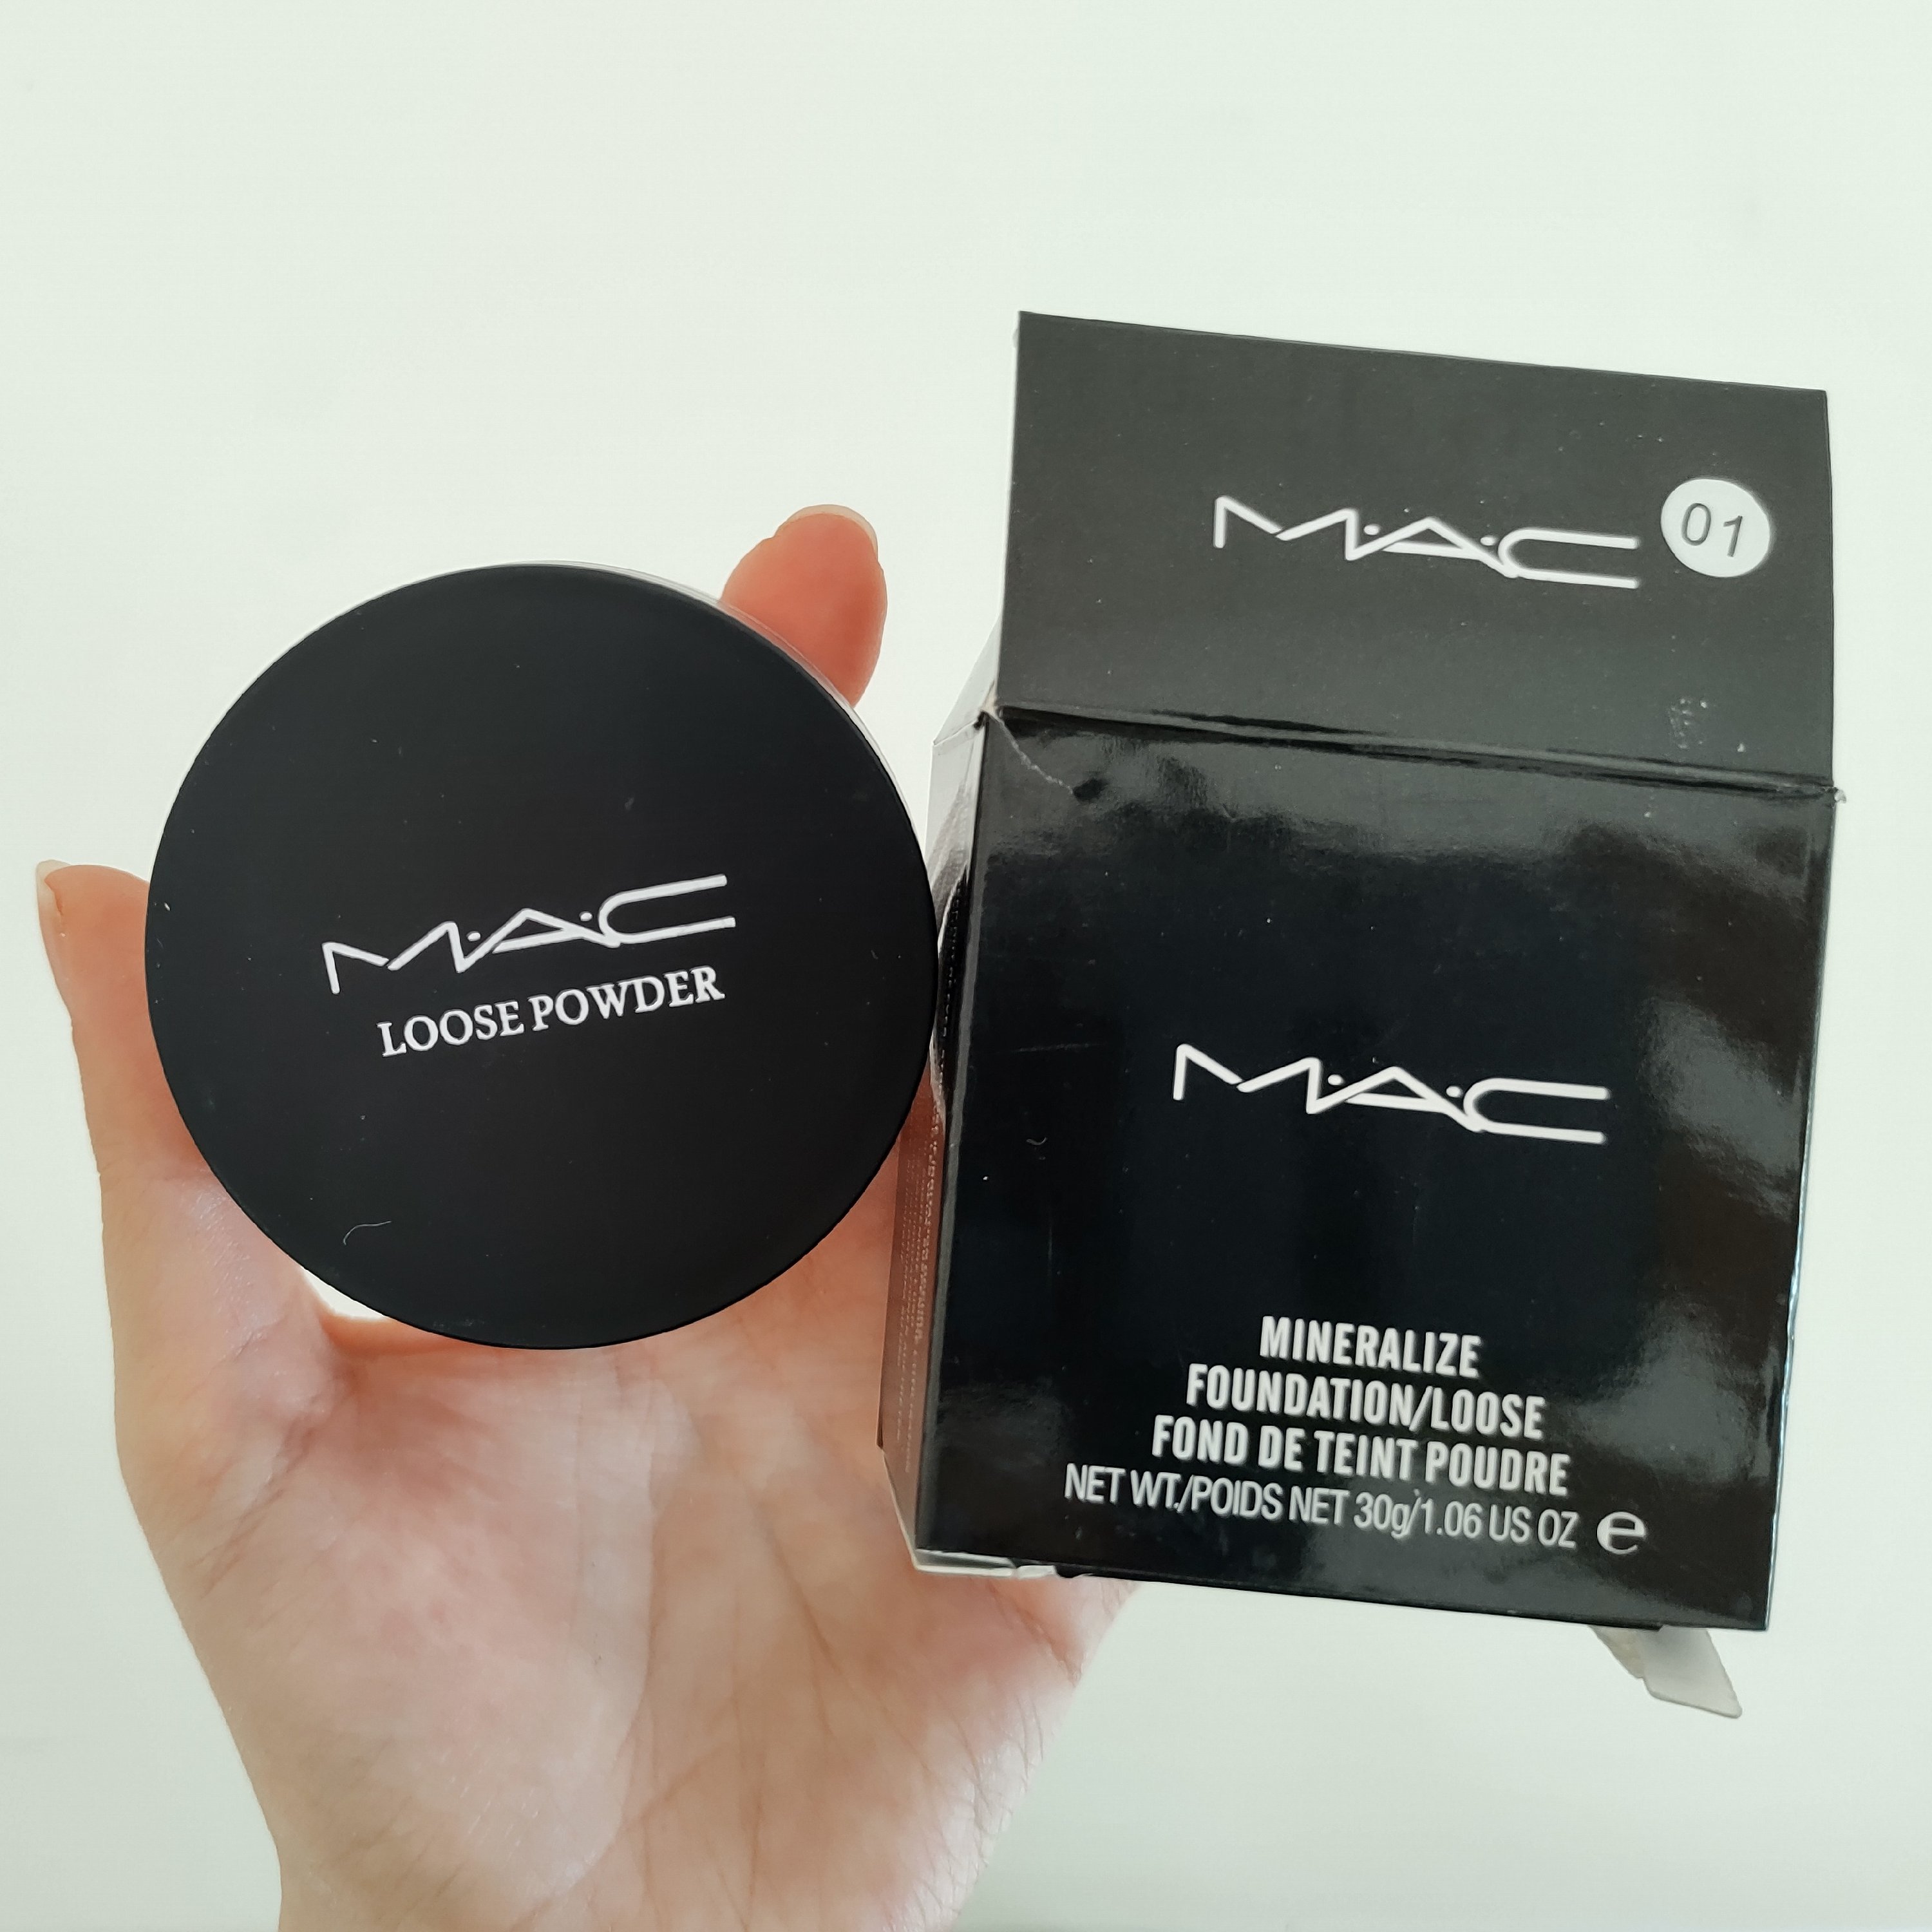 M·A·C
LOOSE POWDER
M·A·C 01
M·A·C
MINERALIZE
FOUNDATION/LOOSE
FOND DE TEINT POUDRE
NET WT./POIDS NET 30g/1.06 US OZ e